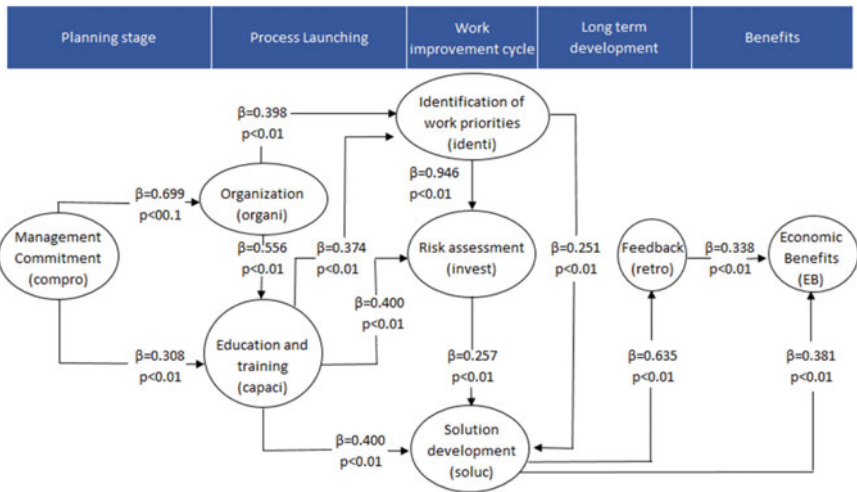 Planning stage
Process Launching
Work
improvement cycle
Long term
development
Benefits
Identification of
work priorities
(identi)
β=0.398
p<0.01
β=0.946
p<0.01
β=0.699
p<00.1
Organization
(organi)
Management
Commitment
(compro)
β=0.556
p<0.01
β=0.374
p<0.01
Risk assessment
(invest)
β=0.251
p<0.01
Feedback
(retro)
β=0.338
p<0.01
Economic
Benefits
(EB)
β=0.400
p<0.01
β=0.308
p<0.01
Education and
training
(capaci)
β=0.257
p<0.01
β=0.635
p<0.01
β=0.381
p<0.01
β=0.400
p<0.01
Solution
development
(soluc)